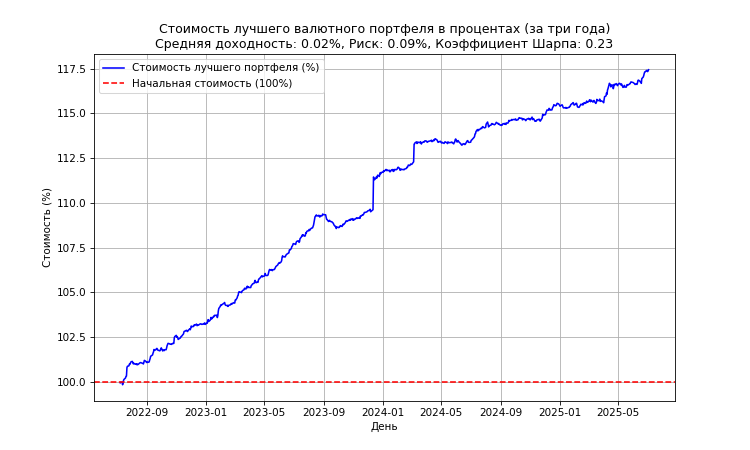 Стоимость лучшего валютного портфеля в процентах (за три года)
Средняя доходность: 0.02%, Риск: 0.09%, Коэффициент Шарпа: 0.23
Стоимость лучшего портфеля (%)
Начальная стоимость (100%)
Стоимость (%)
117.5
115.0
112.5
110.0
107.5
105.0
102.5
100.0
2022-09 2023-01 2023-05 2023-09 2024-01 2024-05 2024-09 2025-01 2025-05
День